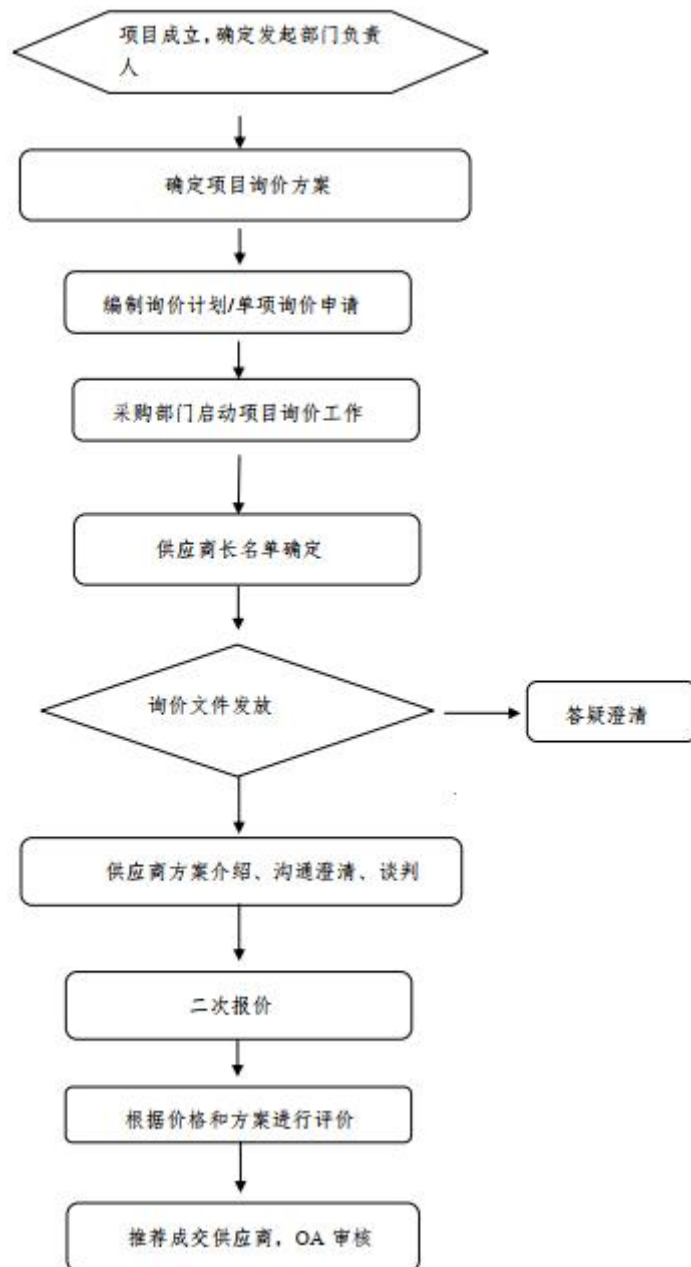 项目成立,确定发起部门负责
人
确定项目询价方案
编制询价计划/单项询价申请
采购部门启动项目询价工作
供应商长名单确定
询价文件发放
答疑澄清
供应商方案介绍、沟通澄清、谈判
二次报价
根据价格和方案进行评价
推荐成交供应商，OA 审核